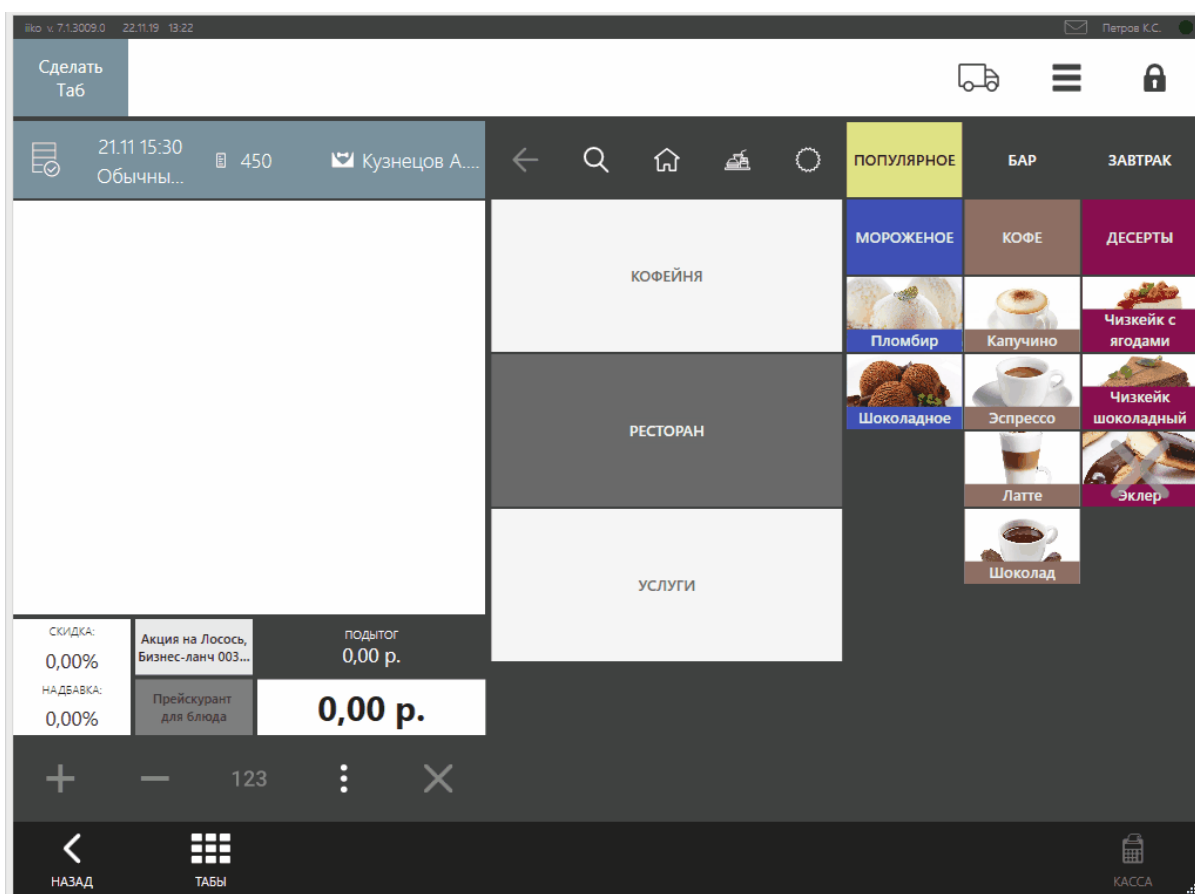 iiko v. 7.1.3009.0 22.11.19 13:22
Петров К.С.
Сделать
Таб
21.11 15:30
Обычны...
450
Кузнецов А....
ПОПУЛЯРНОЕ
БАР
ЗАВТРАК
МОРОЖЕНОЕ
КОФЕ
ДЕСЕРТЫ
КОФЕЙНЯ
Пломбир
Капучино
Чизкейк с
ягодами
РЕСТОРАН
Шоколадное
Эспрессо
Чизкейк
шоколадный
Латте
Эклер
УСЛУГИ
Шоколад
СКИДКА:
0,00%
Акция на Лосось,
Бизнес-ланч 003...
ПОДЫТОГ
0,00 р.
НАДБАВКА:
0,00%
Прейскурант
для блюда
0,00 р.
123
НАЗАД
ТАБЫ
КАССА